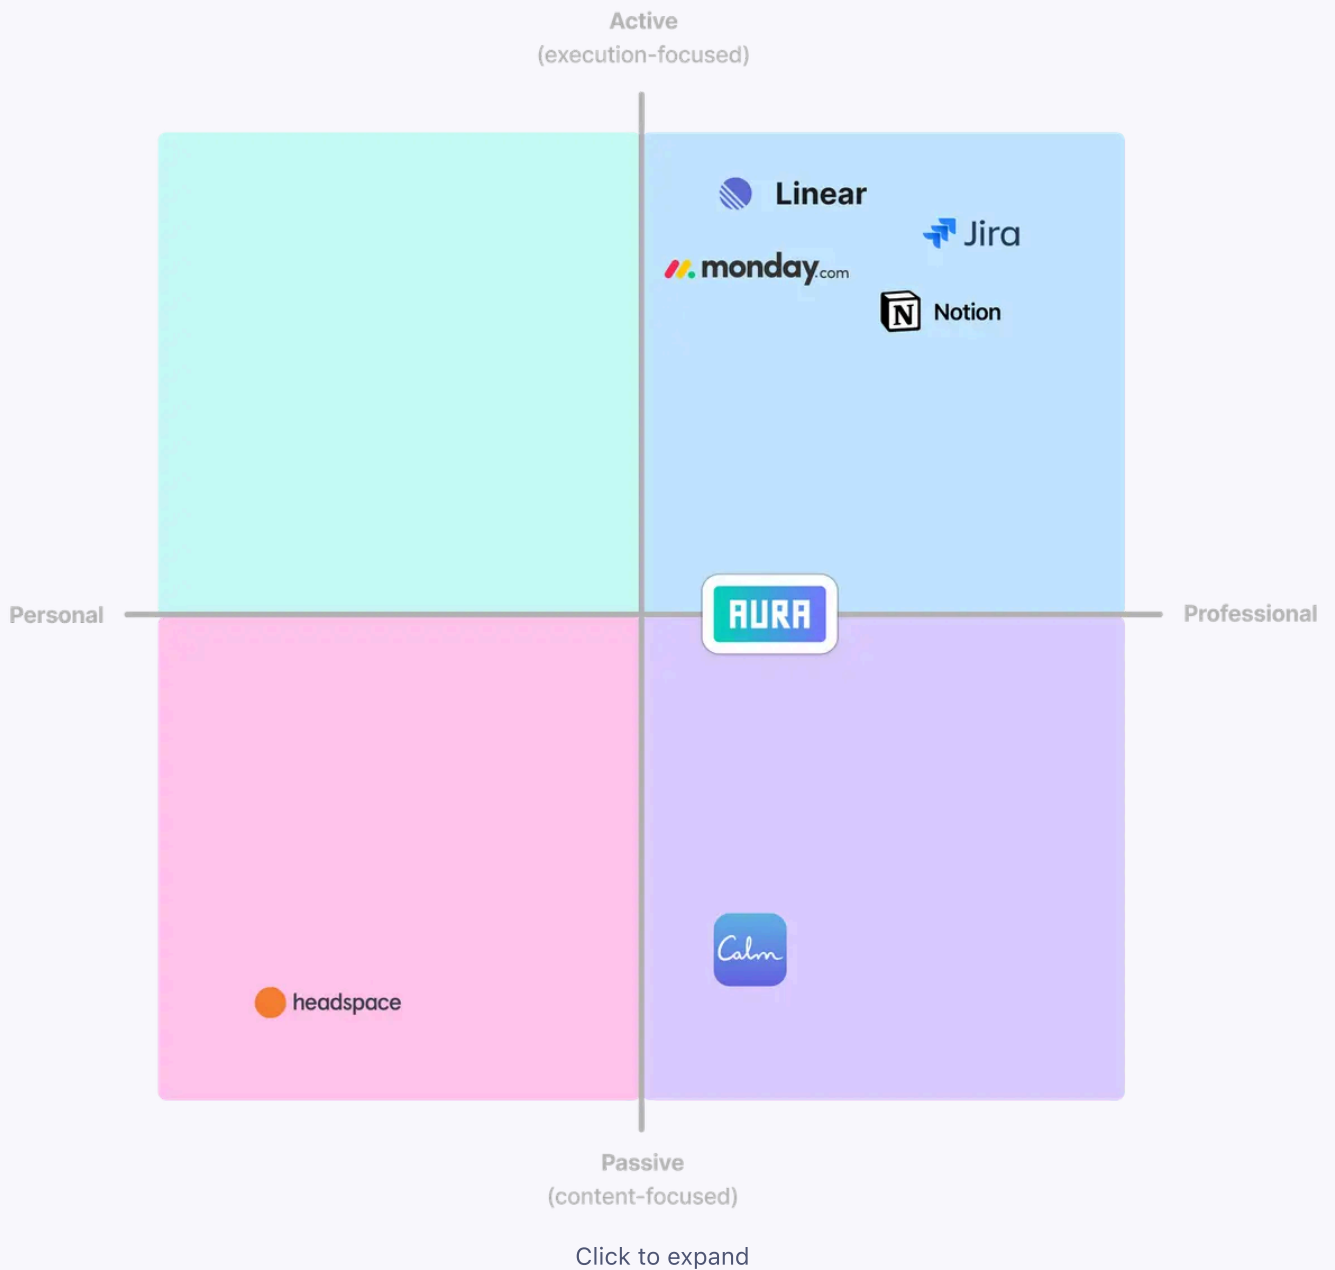 Active
(execution-focused)
Linear
Jira
monday.com
N Notion
AURA
Personal
Professional
Calm
headspace
Passive
(content-focused)
Click to expand